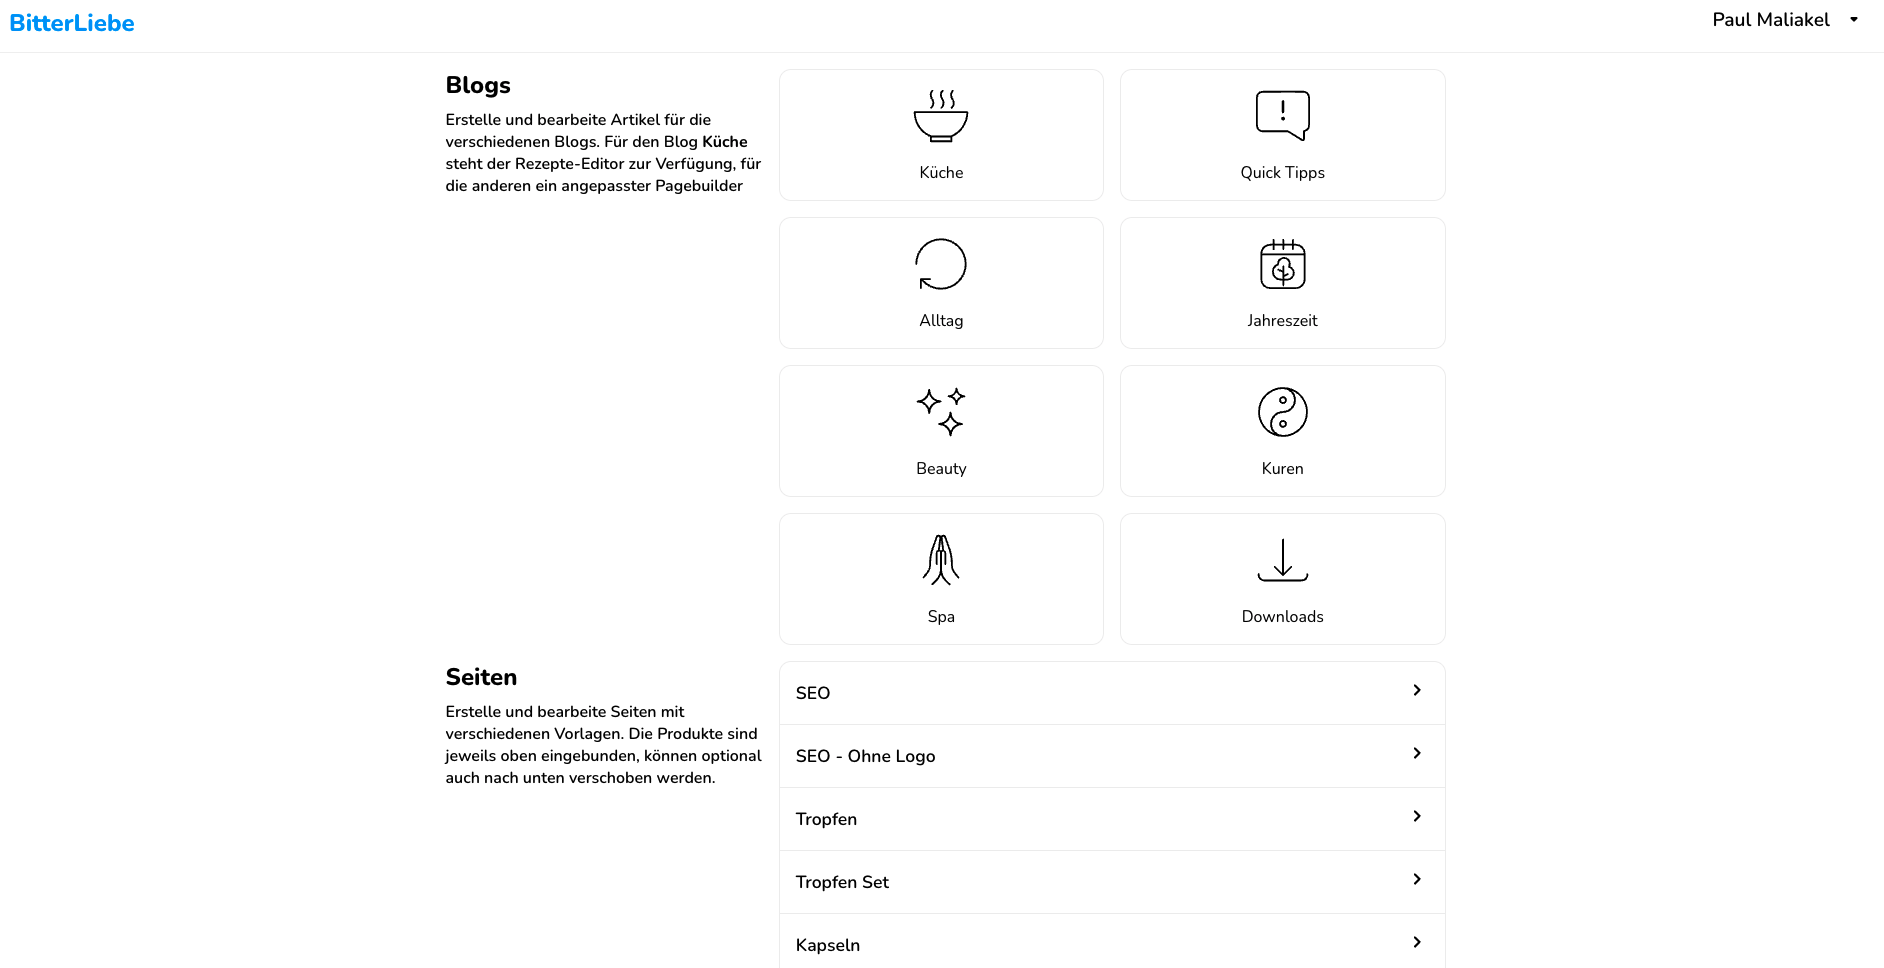 BitterLiebe
Paul Maliakel
Blogs
Erstelle und bearbeite Artikel für die
verschiedenen Blogs. Für den Blog Küche
steht der Rezepte-Editor zur Verfügung, für
die anderen ein angepasster Pagebuilder
Küche
Quick Tipps
Alltag
Jahreszeit
Beauty
Kuren
Spa
Downloads
Seiten
Erstelle und bearbeite Seiten mit
verschiedenen Vorlagen. Die Produkte sind
jeweils oben eingebunden, können optional
auch nach unten verschoben werden.
SEO
SEO - Ohne Logo
Tropfen
Tropfen Set
Kapseln